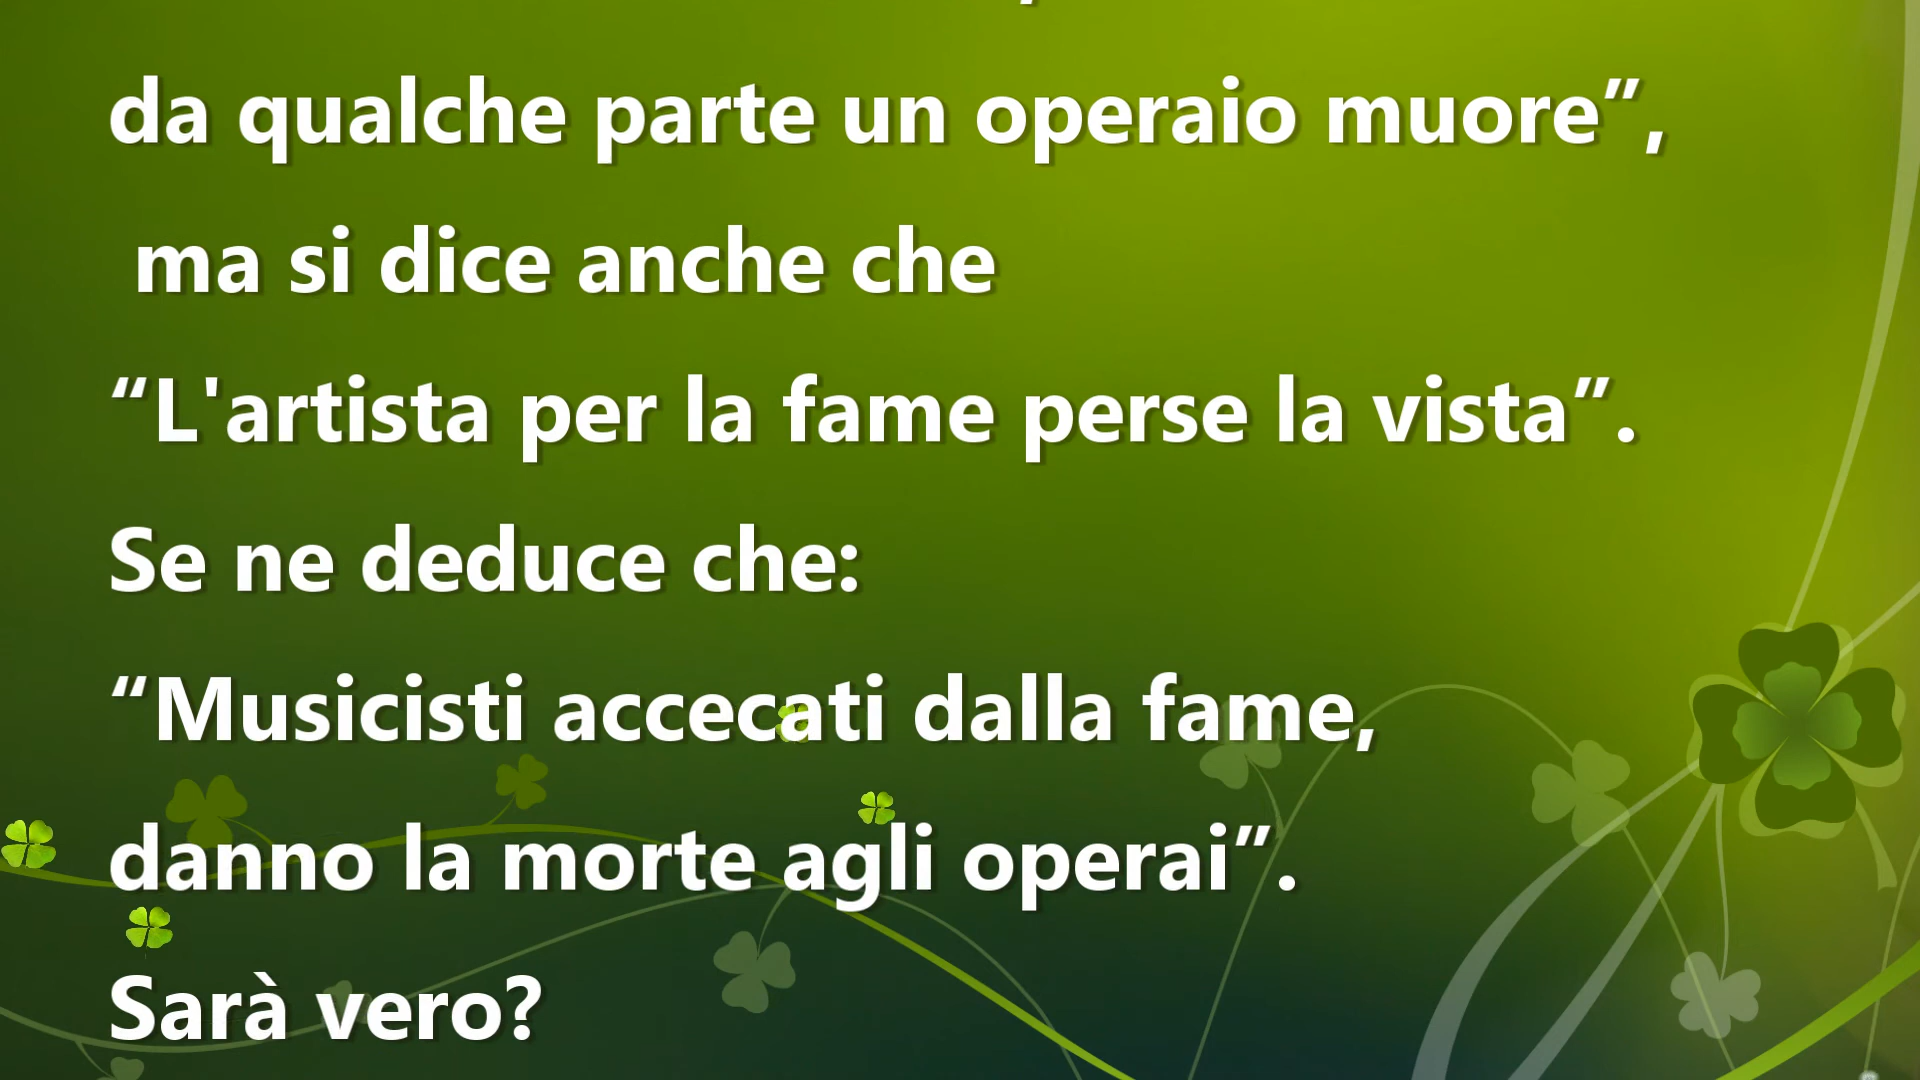 da qualche parte un operaio muore”,
ma si dice anche che
“L'artista per la fame perse la vista”.
Se ne deduce che:
“Musicisti accecati dalla fame,
danno la morte agli operai”.
Sarà vero?